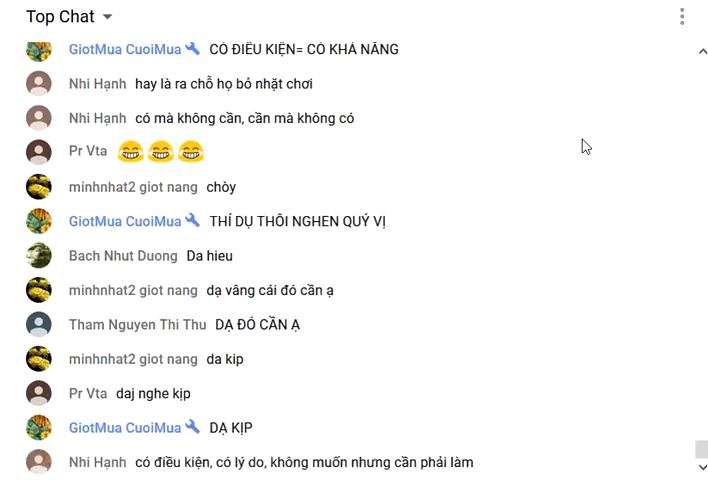 Top Chat
GiotMua CuoiMua CÓ ĐIỀU KIỆN= CÓ KHẢ NĂNG
Nhi Hạnh hay là ra chỗ họ bỏ nhặt chơi
Nhi Hạnh có mà không cần, cần mà không có
Pr Vta 😂😂😂
minhnhat2 giot nang chòy
GiotMua CuoiMua THÍ DỤ THÔI NGHEN QUÝ VỊ
Bach Nhut Duong Da hieu
minhnhat2 giot nang dạ vâng cái đó cần ạ
Tham Nguyen Thi Thu DẠ ĐÓ CẦN Ạ
minhnhat2 giot nang da kip
Pr Vta daj nghe kịp
GiotMua CuoiMua DẠ KỊP
Nhi Hạnh có điều kiện, có lý do, không muốn nhưng cần phải làm